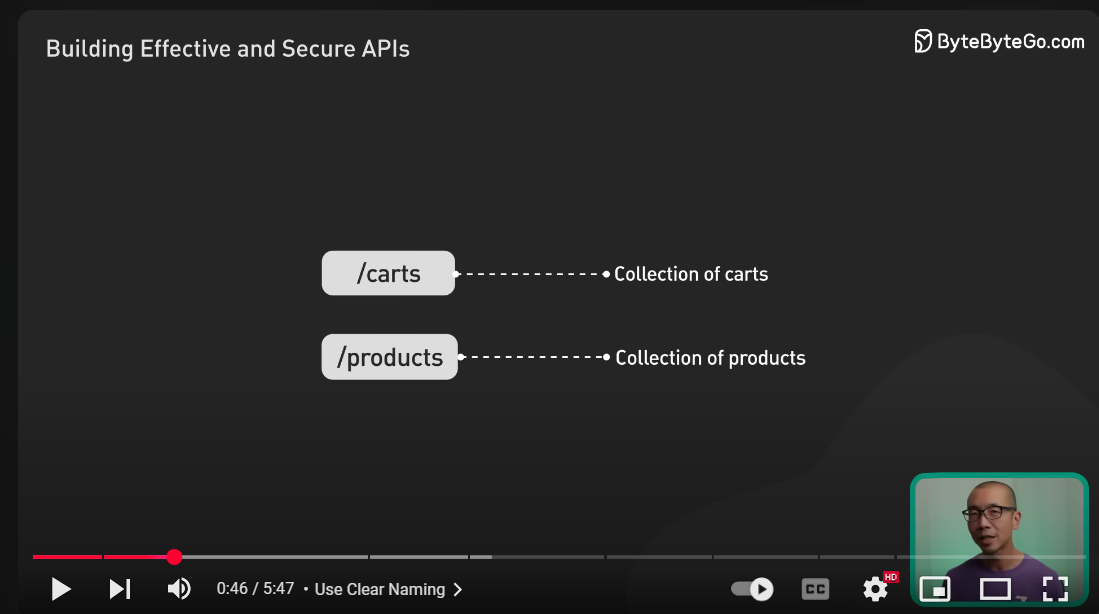 Building Effective and Secure APIs
ByteByteGo.com
/carts
Collection of carts
/products
Collection of products
0:46 / 5:47 • Use Clear Naming
CC
HD